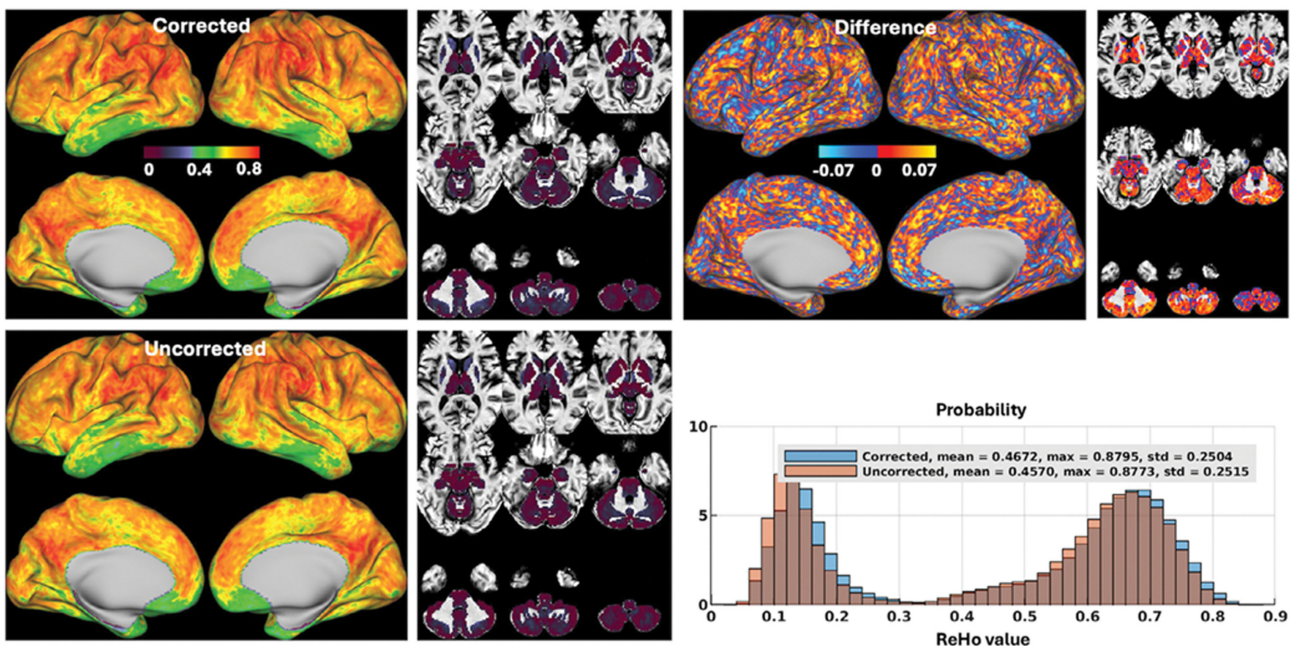 Corrected
0 0.4 0.8
Difference
-0.07 0 0.07
Uncorrected
Probability
10
5
0
Corrected, mean = 0.4672, max = 0.8795, std = 0.2504
Uncorrected, mean = 0.4570, max = 0.8773, std = 0.2515
0 0.1 0.2 0.3 0.4 0.5 0.6 0.7 0.8 0.9
ReHo value